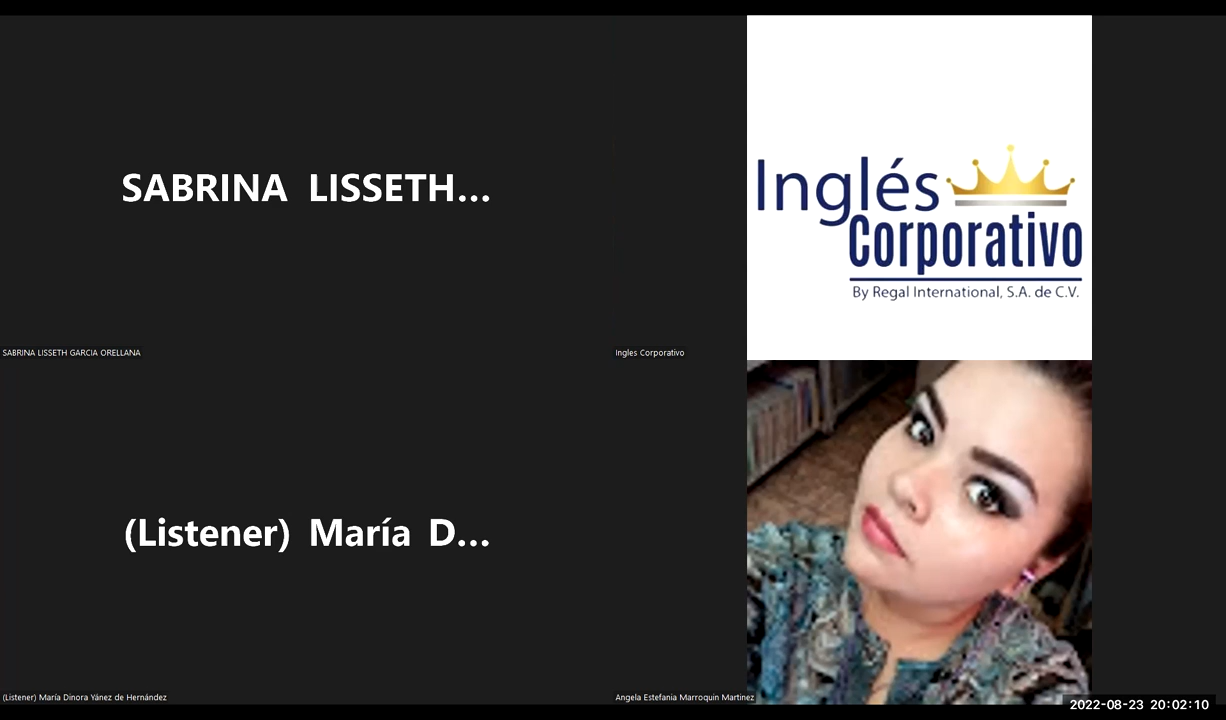 SABRINA LISSETH...
SABRINA LISSETH GARCIA ORELLANA
Inglés
Corporativo
By Regal International, S.A. de C.V.
Ingles Corporativo
(Listener) María D...
(Listener) María Dinora Yánez de Hernández
Angela Estefania Marroquín Martinez
2022-08-23 20:02:10